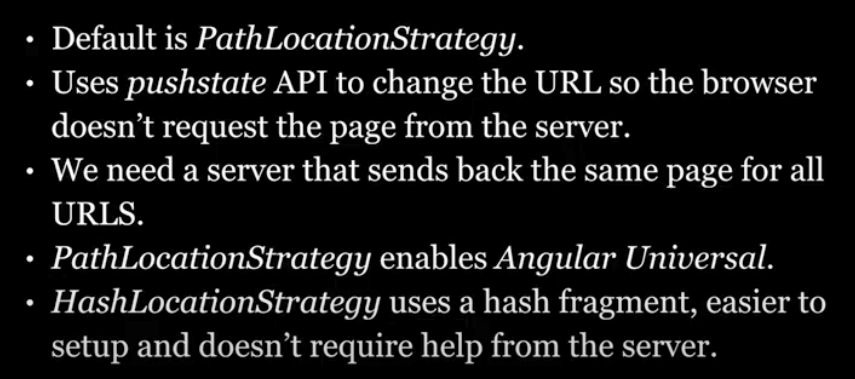 • Default is PathLocationStrategy.
• Uses pushstate API to change the URL so the browser
doesn’t request the page from the server.
• We need a server that sends back the same page for all
URLS.
• PathLocationStrategy enables Angular Universal.
• HashLocationStrategy uses a hash fragment, easier to
setup and doesn’t require help from the server.